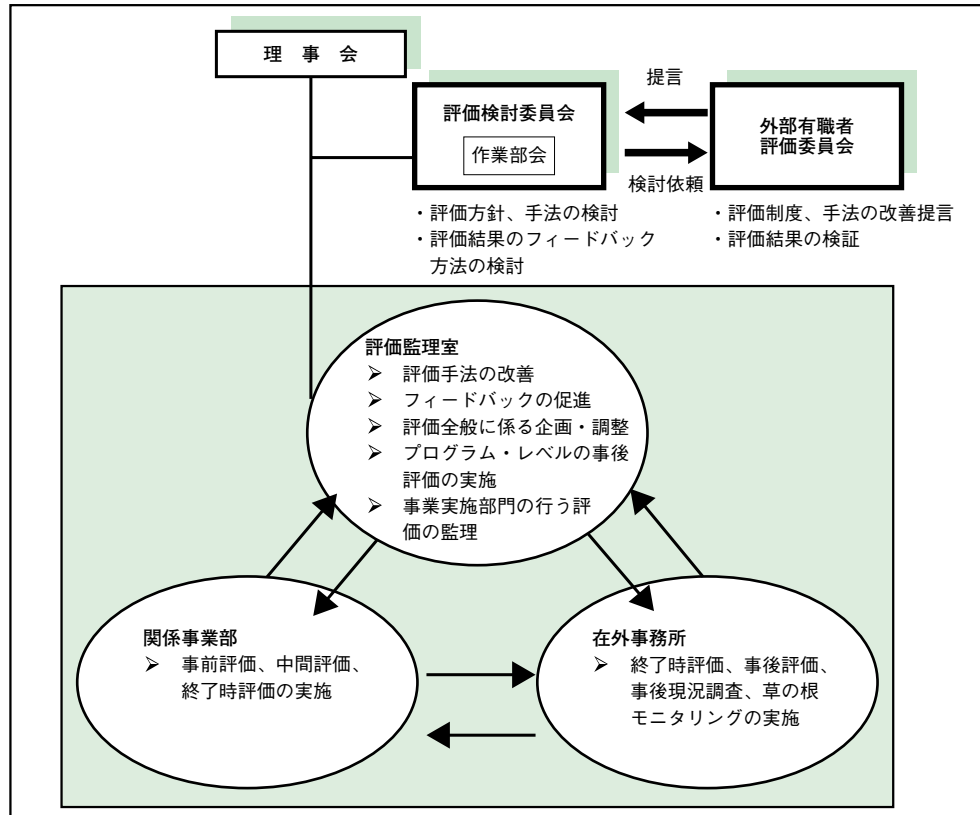 理 事 会
提言
評価検討委員会
作業部会
外部有職者
評価委員会
検討依頼
・評価方針、手法の検討
・評価結果のフィードバック
方法の検討
・評価制度、手法の改善提言
・評価結果の検証
評価監理室
➢ 評価手法の改善
➢ フィードバックの促進
➢ 評価全般に係る企画・調整
➢ プログラム・レベルの事後
評価の実施
➢ 事業実施部門の行う評
価の監理
関係事業部
➢ 事前評価、中間評価、
終了時評価の実施
在外事務所
➢ 終了時評価、事後評価、
事後現況調査、草の根
モニタリングの実施